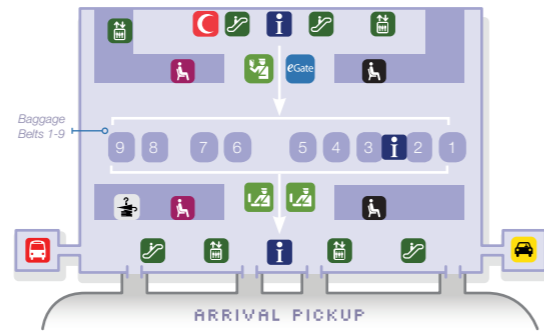 i
eGate
Baggage
Belts 1-9
9 8 7 6 5 4 3 i 2 1
i
ARRIVAL PICKUP